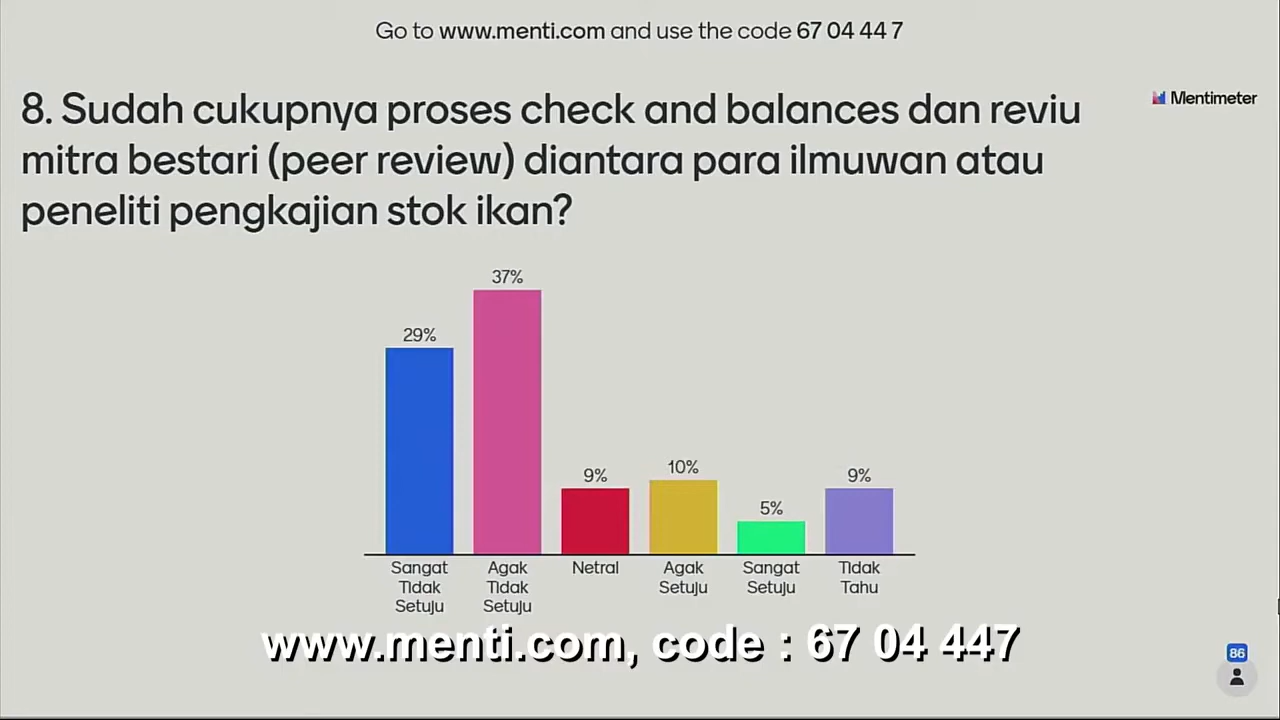 Go to www.menti.com and use the code 67 04 44 7
Mentimeter
8. Sudah cukupnya proses check and balances dan reviu
mitra bestari (peer review) diantara para ilmuwan atau
peneliti pengkajian stok ikan?
29%
37%
9%
10%
5%
9%
Sangat
Tidak
Setuju
Agak
Tidak
Setuju
Netral
Agak
Setuju
Sangat
Setuju
Tidak
Tahu
www.menti.com, code : 67 04 447
86